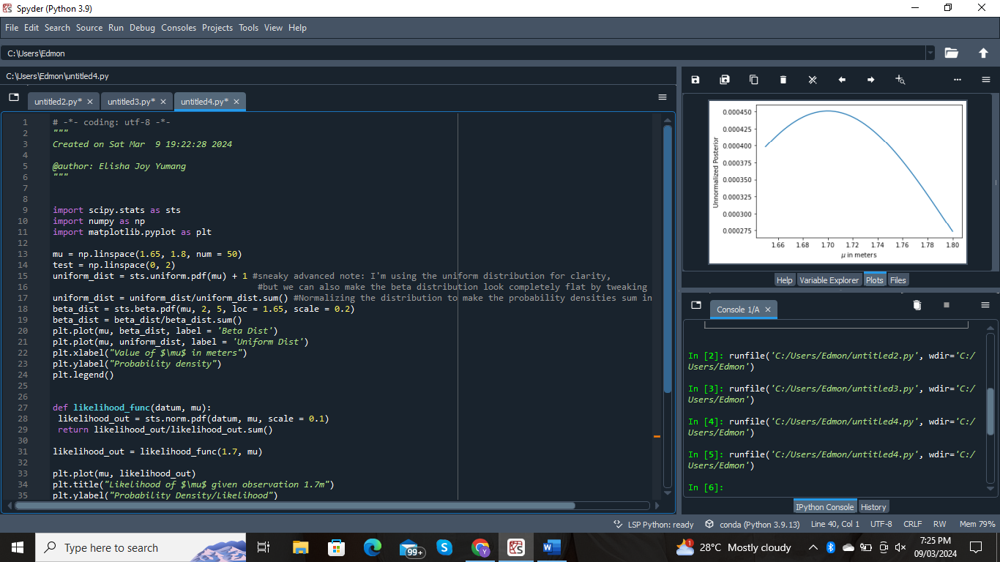 Spyder (Python 3.9)
File Edit Search Source Run Debug Consoles Projects Tools View Help
C:\Users\Edmon
C:\Users\Edmon\untitled4.py
untitled2.py* untitled3.py* untitled4.py*
1 # -*- coding: utf-8 -*-
2 """
3 Created on Sat Mar  9 19:22:28 2024
4
5 @author: Elisha Joy Yumang
6 """
7
8
9 import scipy.stats as sts
10 import numpy as np
11 import matplotlib.pyplot as plt
12
13 mu = np.linspace(1.65, 1.8, num = 50)
14 test = np.linspace(0, 2)
15 uniform_dist = sts.uniform.pdf(mu) + 1 #sneaky advanced note: I'm using the uniform distribution for clarity,
16 #but we can also make the beta distribution look completely flat by tweaking
17 uniform_dist = uniform_dist/uniform_dist.sum() #Normalizing the distribution to make the probability densities sum in
18 beta_dist = sts.beta.pdf(mu, 2, 5, loc = 1.65, scale = 0.2)
19 beta_dist = beta_dist/beta_dist.sum()
20 plt.plot(mu, beta_dist, label = 'Beta Dist')
21 plt.plot(mu, uniform_dist, label = 'Uniform Dist')
22 plt.xlabel("Value of $\mu$ in meters")
23 plt.ylabel("Probability density")
24 plt.legend()
25
26
27 def likelihood_func(datum, mu):
28  likelihood_out = sts.norm.pdf(datum, mu, scale = 0.1)
29  return likelihood_out/likelihood_out.sum()
30
31 likelihood_out = likelihood_func(1.7, mu)
32
33 plt.plot(mu, likelihood_out)
34 plt.title("Likelihood of $\mu$ given observation 1.7m")
35 plt.ylabel("Probability Density/Likelihood")
Unnormalized Posterior
0.000450
0.000425
0.000400
0.000375
0.000350
0.000325
0.000300
0.000275
1.66 1.68 1.70 1.72 1.74 1.76 1.78 1.80
μ in meters
Help Variable Explorer Plots Files
Console 1/A
In [2]: runfile('C:/Users/Edmon/untitled2.py', wdir='C:/
Users/Edmon')
In [3]: runfile('C:/Users/Edmon/untitled3.py', wdir='C:/
Users/Edmon')
In [4]: runfile('C:/Users/Edmon/untitled4.py', wdir='C:/
Users/Edmon')
In [5]: runfile('C:/Users/Edmon/untitled4.py', wdir='C:/
Users/Edmon')
In [6]:
IPython Console History
LSP Python: ready conda (Python 3.9.13) Line 40, Col 1 UTF-8 CRLF RW Mem 79%
Type here to search
99+
Y
1
28°C Mostly cloudy
7:25 PM
09/03/2024